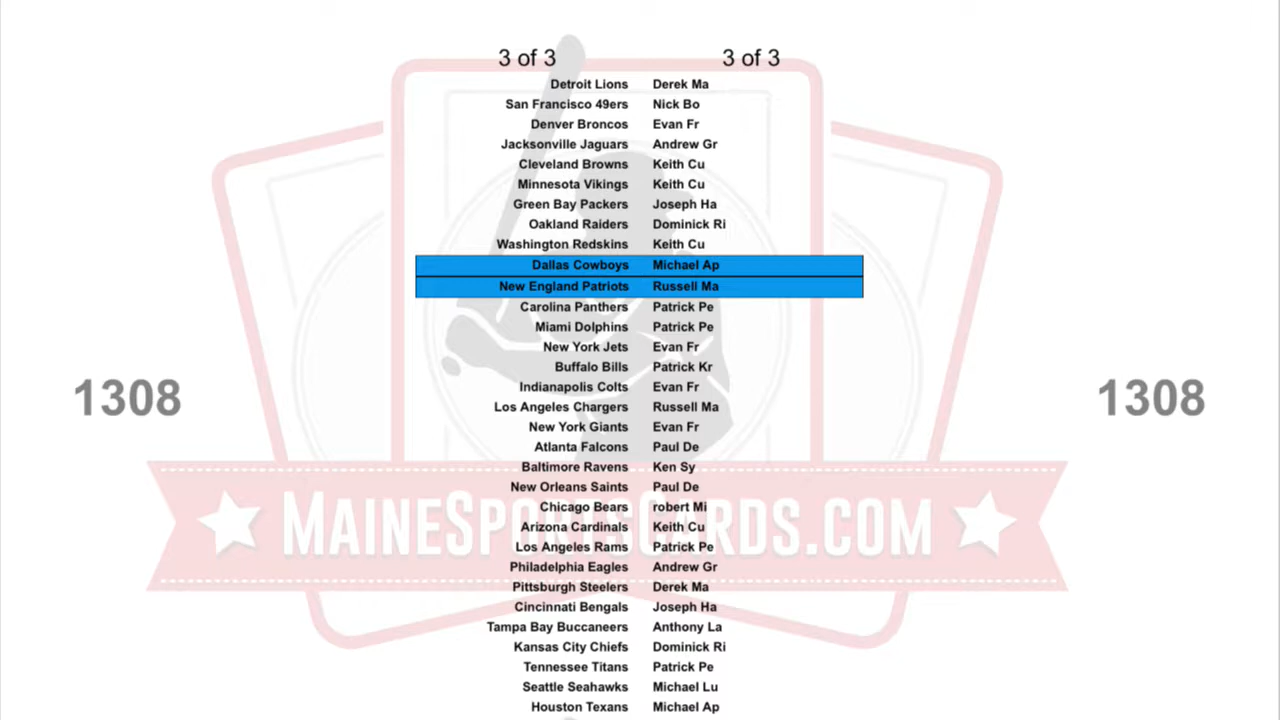 3 of 3 3 of 3
Detroit Lions Derek Ma
San Francisco 49ers Nick Bo
Denver Broncos Evan Fr
Jacksonville Jaguars Andrew Gr
Cleveland Browns Keith Cu
Minnesota Vikings Keith Cu
Green Bay Packers Joseph Ha
Oakland Raiders Dominick Ri
Washington Redskins Keith Cu
Dallas Cowboys Michael Ap
New England Patriots Russell Ma
Carolina Panthers Patrick Pe
Miami Dolphins Patrick Pe
New York Jets Evan Fr
Buffalo Bills Patrick Kr
Indianapolis Colts Evan Fr
1308 1308
Los Angeles Chargers Russell Ma
New York Giants Evan Fr
Atlanta Falcons Paul De
Baltimore Ravens Ken Sy
New Orleans Saints Paul De
Chicago Bears robert Mi
MAINESPORTSCARDS.COM
Arizona Cardinals Keith Cu
Los Angeles Rams Patrick Pe
Philadelphia Eagles Andrew Gr
Pittsburgh Steelers Derek Ma
Cincinnati Bengals Joseph Ha
Tampa Bay Buccaneers Anthony La
Kansas City Chiefs Dominick Ri
Tennessee Titans Patrick Pe
Seattle Seahawks Michael Lu
Houston Texans Michael Ap